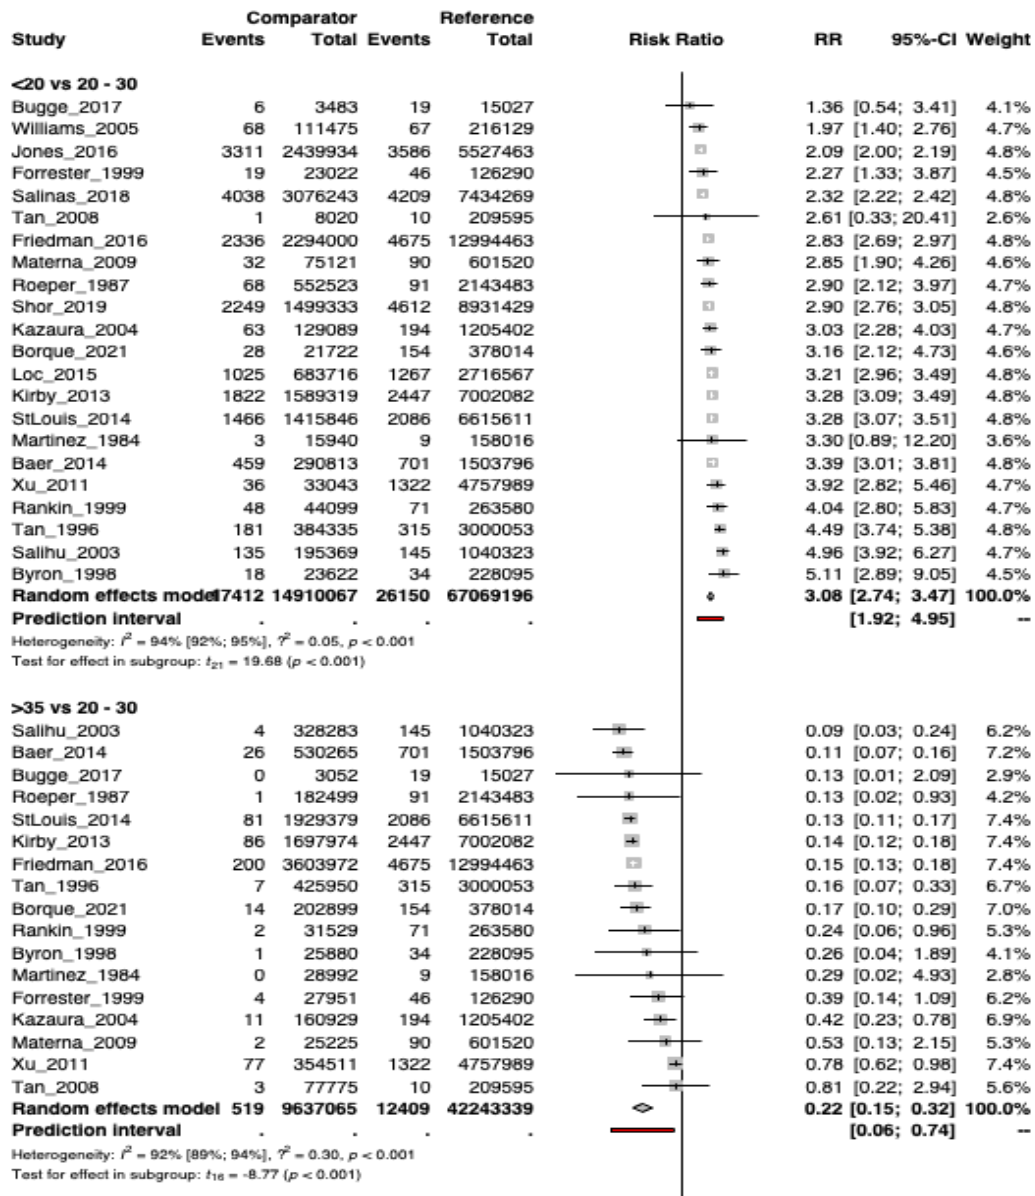 Comparator Reference
Study Events Total Events Total Risk Ratio RR 95%-CI Weight
<20 vs 20 - 30
Bugge_2017 6 3483 19 15027 1.36 [0.54; 3.41] 4.1%
Williams_2005 68 111475 67 216129 1.97 [1.40; 2.76] 4.7%
Jones_2016 3311 2439934 3586 5527463 2.09 [2.00; 2.19] 4.8%
Forrester_1999 19 23022 46 126290 2.27 [1.33; 3.87] 4.5%
Salinas_2018 4038 3076243 4209 7434269 2.32 [2.22; 2.42] 4.8%
Tan_2008 1 8020 10 209595 2.61 [0.33; 20.41] 2.6%
Friedman_2016 2336 2294000 4675 12994463 2.83 [2.69; 2.97] 4.8%
Materna_2009 32 75121 90 601520 2.85 [1.90; 4.26] 4.6%
Roeper_1987 68 552523 91 2143483 2.90 [2.12; 3.97] 4.7%
Shor_2019 2249 1499333 4612 8931429 2.90 [2.76; 3.05] 4.8%
Kazaura_2004 63 129089 194 1205402 3.03 [2.28; 4.03] 4.7%
Borque_2021 28 21722 154 378014 3.16 [2.12; 4.73] 4.6%
Loc_2015 1025 683716 1267 2716567 3.21 [2.96; 3.49] 4.8%
Kirby_2013 1822 1589319 2447 7002082 3.28 [3.09; 3.49] 4.8%
StLouis_2014 1466 1415846 2086 6615611 3.28 [3.07; 3.51] 4.8%
Martinez_1984 3 15940 9 158016 3.30 [0.89; 12.20] 3.6%
Baer_2014 459 290813 701 1503796 3.39 [3.01; 3.81] 4.8%
Xu_2011 36 33043 1322 4757989 3.92 [2.82; 5.46] 4.7%
Rankin_1999 48 44099 71 263580 4.04 [2.80; 5.83] 4.7%
Tan_1996 181 384335 315 3000053 4.49 [3.74; 5.38] 4.8%
Salihu_2003 135 195369 145 1040323 4.96 [3.92; 6.27] 4.7%
Byron_1998 18 23622 34 228095 5.11 [2.89; 9.05] 4.5%
Random effects model 17412 14910067 26150 67069196 3.08 [2.74; 3.47] 100.0%
Prediction interval . . . . [1.92; 4.95] --
Heterogeneity: I² = 94% [92%; 95%], ?² = 0.05, p < 0.001
Test for effect in subgroup: t₂₁ = 19.68 (p < 0.001)
>35 vs 20 - 30
Salihu_2003 4 328283 145 1040323 0.09 [0.03; 0.24] 6.2%
Baer_2014 26 530265 701 1503796 0.11 [0.07; 0.16] 7.2%
Bugge_2017 0 3052 19 15027 0.13 [0.01; 2.09] 2.9%
Roeper_1987 1 182499 91 2143483 0.13 [0.02; 0.93] 4.2%
StLouis_2014 81 1929379 2086 6615611 0.13 [0.11; 0.17] 7.4%
Kirby_2013 86 1697974 2447 7002082 0.14 [0.12; 0.18] 7.4%
Friedman_2016 200 3603972 4675 12994463 0.15 [0.13; 0.18] 7.4%
Tan_1996 7 425950 315 3000053 0.16 [0.07; 0.33] 6.7%
Borque_2021 14 202899 154 378014 0.17 [0.10; 0.29] 7.0%
Rankin_1999 2 31529 71 263580 0.24 [0.06; 0.96] 5.3%
Byron_1998 1 25880 34 228095 0.26 [0.04; 1.89] 4.1%
Martinez_1984 0 28992 9 158016 0.29 [0.02; 4.93] 2.8%
Forrester_1999 4 27951 46 126290 0.39 [0.14; 1.09] 6.2%
Kazaura_2004 11 160929 194 1205402 0.42 [0.23; 0.78] 6.9%
Materna_2009 2 25225 90 601520 0.53 [0.13; 2.15] 5.3%
Xu_2011 77 354511 1322 4757989 0.78 [0.62; 0.98] 7.4%
Tan_2008 3 77775 10 209595 0.81 [0.22; 2.94] 5.6%
Random effects model 519 9637065 12409 42243339 0.22 [0.15; 0.32] 100.0%
Prediction interval . . . . [0.06; 0.74] --
Heterogeneity: I² = 92% [89%; 94%], ?² = 0.30, p < 0.001
Test for effect in subgroup: t₁₆ = -8.77 (p < 0.001)